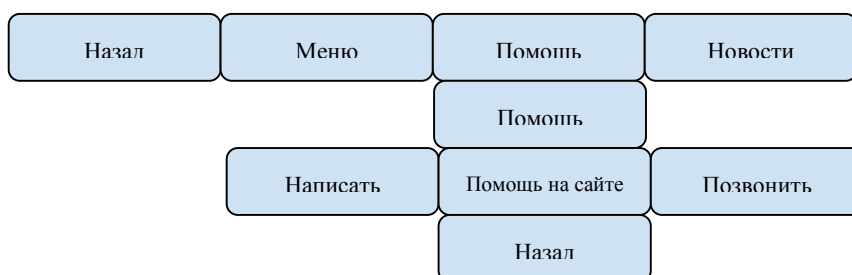 Назад Меню Помощь Новости
Помощь
Написать Помощь на сайте Позвонить
Назад